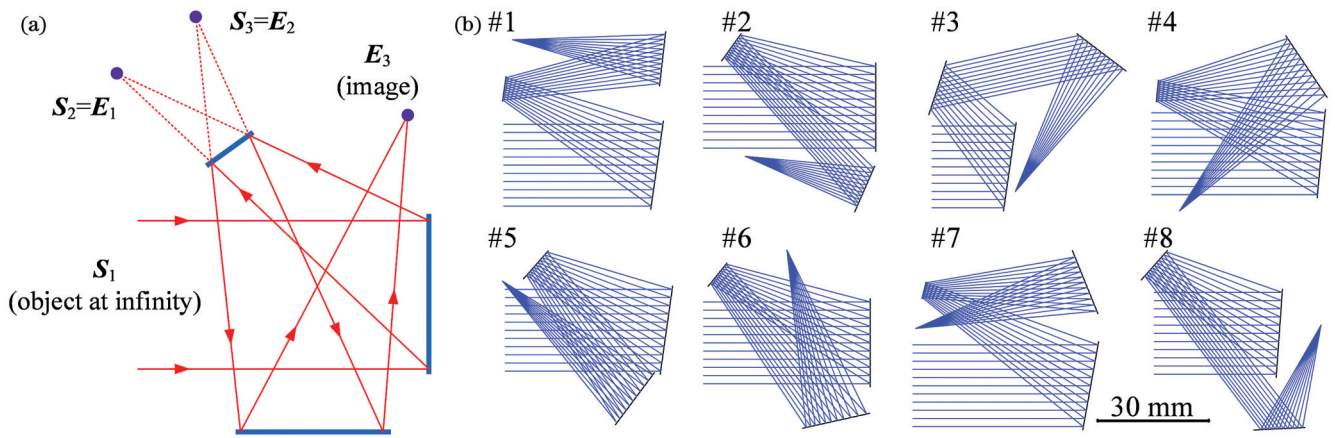 (a)
S₃=E₂
E₃
(image)
S₂=E₁
S₁
(object at infinity)
(b)
#1
#2
#3
#4
#5
#6
#7
#8
30 mm